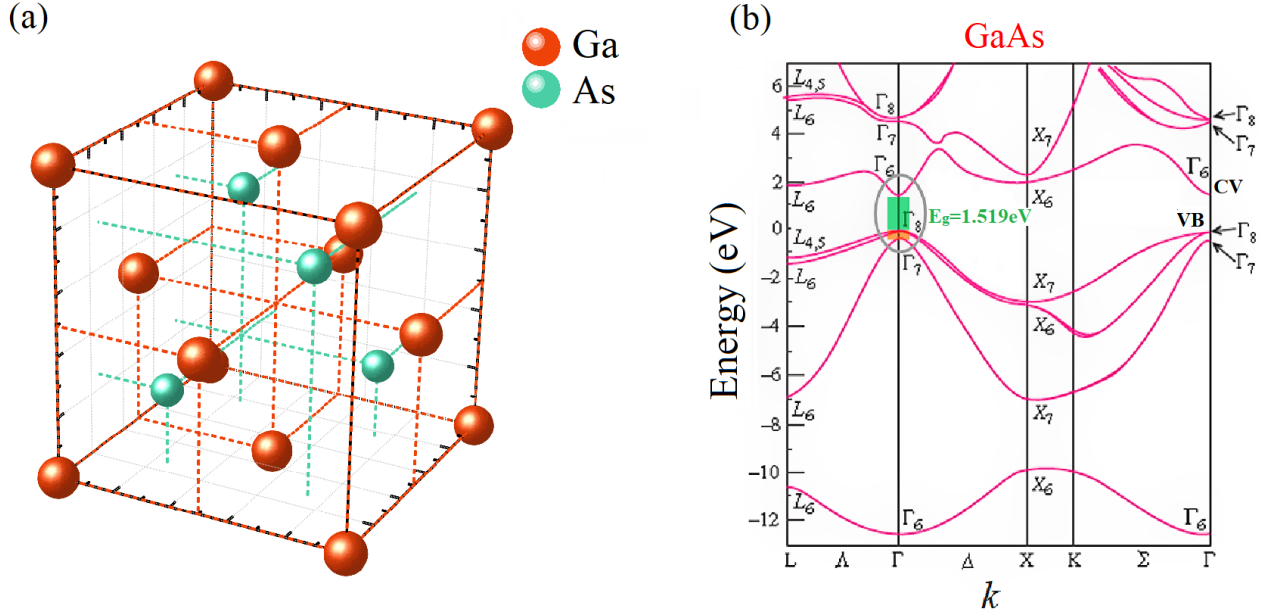 (a)
Ga
As
(b)
GaAs
Energy (eV)
6
4
2
0
-2
-4
-6
-8
-10
-12
L4,5
L6
L6
L4,5
L6
L6
L6
Γ8
Γ7
Γ6
Eg=1.519eV
Γ8
Γ7
Γ6
X7
X6
X7
X6
X7
X6
Γ8
Γ7
Γ6
CV
VB
Γ8
Γ7
Γ6
L Λ Γ Δ X K Σ Γ
k